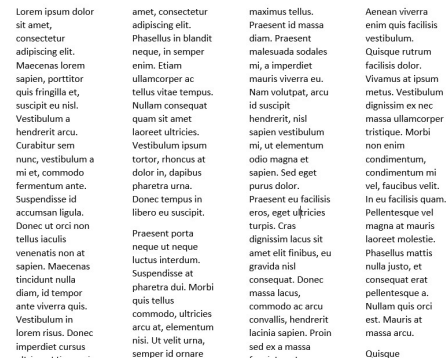 Lorem ipsum dolor
sit amet,
consectetur
adipiscing elit.
Maecenas lorem
sapien, porttitor
quis fringilla et,
suscipit eu nisl.
Vestibulum a
hendrerit arcu.
Curabitur sem
nunc, vestibulum a
mi et, commodo
fermentum ante.
Suspendisse id
accumsan ligula.
Donec ut orci non
tellus iaculis
venenatis non at
sapien. Maecenas
tincidunt nulla
diam, id tempor
ante viverra quis.
Vestibulum in
lorem risus. Donec
imperdiet cursus
amet, consectetur
adipiscing elit.
Phasellus in blandit
neque, in semper
enim. Etiam
ullamcorper ac
tellus vitae tempus.
Nullam consequat
quam sit amet
laoreet ultricies.
Vestibulum ipsum
tortor, rhoncus at
dolor in, dapibus
pharetra urna.
Donec tempus in
libero eu suscipit.
Praesent porta
neque ut neque
luctus interdum.
Suspendisse at
pharetra dui. Morbi
quis tellus
commodo, ultricies
arcu at, elementum
nisi. Ut velit urna,
semper id ornare
maximus tellus.
Praesent id massa
diam. Praesent
malesuada sodales
mi, a imperdiet
mauris viverra eu.
Nam volutpat, arcu
id suscipit
hendrerit, nisl
sapien vestibulum
mi, ut elementum
odio magna et
sapien. Sed eget
purus dolor.
Praesent eu facilisis
eros, eget ultricies
turpis. Cras
dignissim lacus sit
amet elit finibus, eu
gravida nisl
consequat. Donec
massa lacus,
commodo ac arcu
convallis, hendrerit
lacinia sapien. Proin
sed ex a massa
Aenean viverra
enim quis facilisis
vestibulum.
Quisque rutrum
facilisis dolor.
Vivamus at ipsum
metus. Vestibulum
dignissim ex nec
massa ullamcorper
tristique. Morbi
non enim
condimentum,
condimentum mi
vel, faucibus velit.
In eu facilisis quam.
Pellentesque vel
magna at mauris
laoreet molestie.
Phasellus mattis
nulla justo, et
consequat erat
pellentesque a.
Nullam quis orci
est. Mauris at
massa arcu.
Quisque